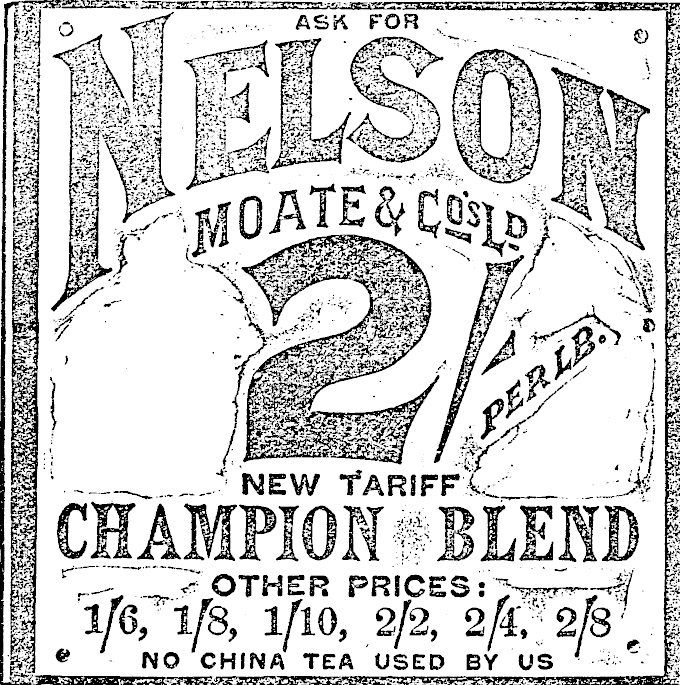 ASK FOR
NELSON
MOATE & CO'S LD
2/-
PER LB.
NEW TARIFF
CHAMPION BLEND
OTHER PRICES:
1/6, 1/8, 1/10, 2/2, 2/4, 2/8
NO CHINA TEA USED BY US